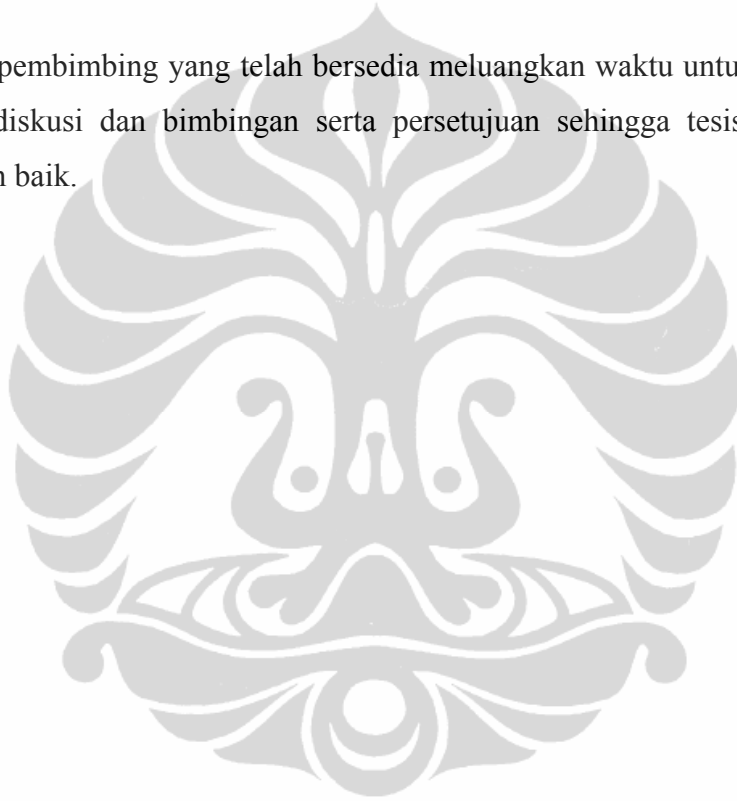 pembimbing yang telah bersedia meluangkan waktu untu
diskusi dan bimbingan serta persetujuan sehingga tesis
n baik.